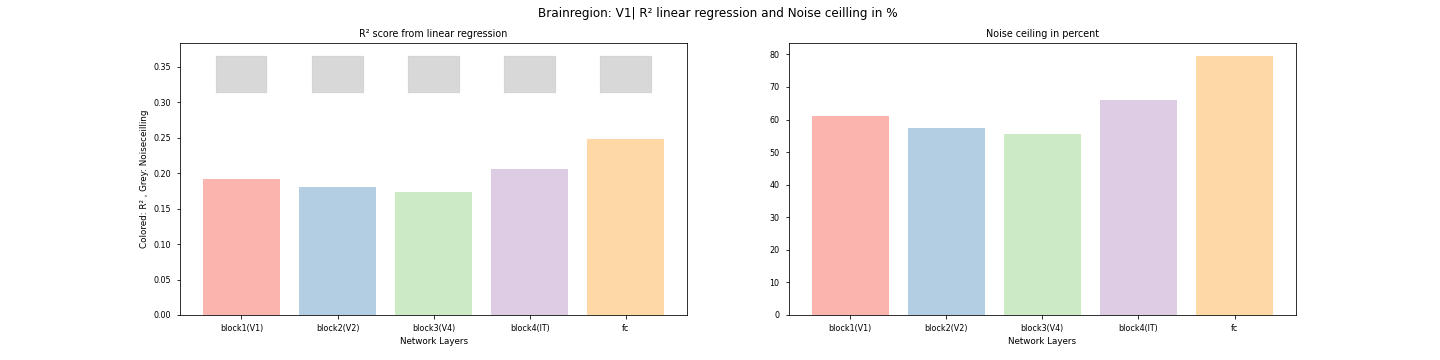 Brainregion: V1| R² linear regression and Noise ceilling in %
R² score from linear regression
Colored: R² , Grey: Noiseceilling
0.35
0.30
0.25
0.20
0.15
0.10
0.05
0.00
block1(V1) block2(V2) block3(V4) block4(IT) fc
Network Layers
Noise ceiling in percent
80
70
60
50
40
30
20
10
0
block1(V1) block2(V2) block3(V4) block4(IT) fc
Network Layers